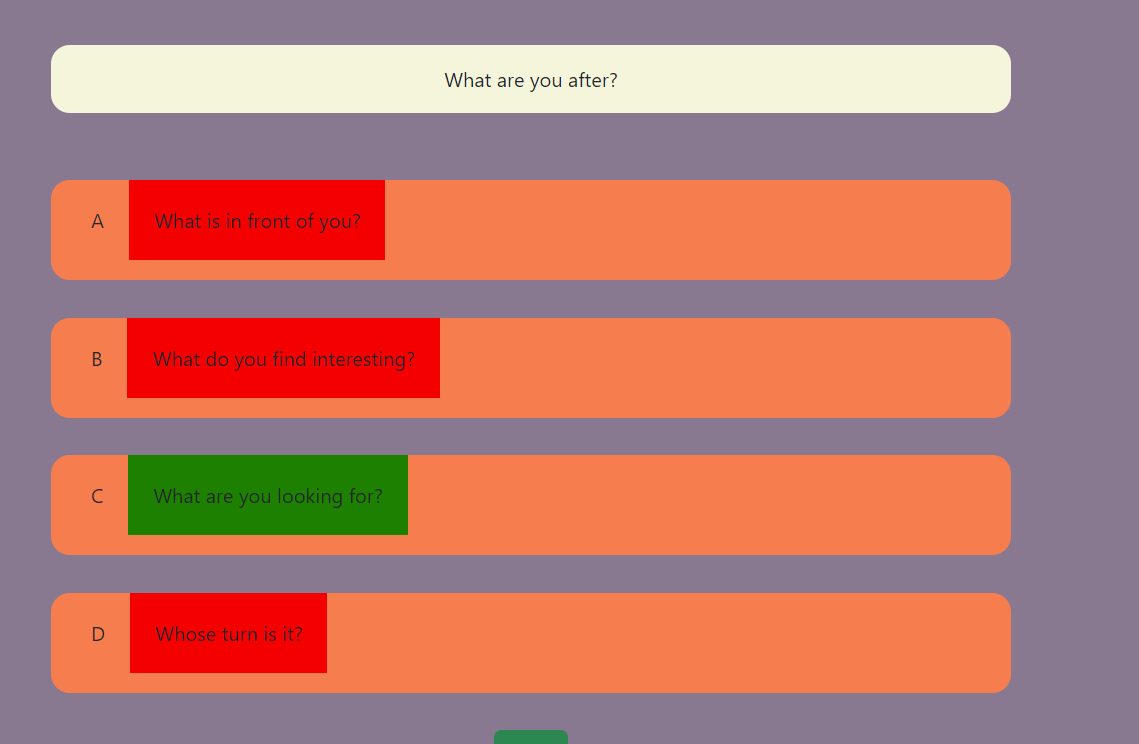 What are you after?
A What is in front of you?
B What do you find interesting?
C What are you looking for?
D Whose turn is it?